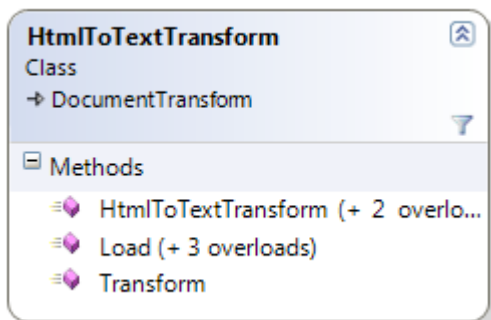 HtmlToTextTransform
Class
DocumentTransform
Methods
HtmlToTextTransform (+ 2 overlo...
Load (+ 3 overloads)
Transform